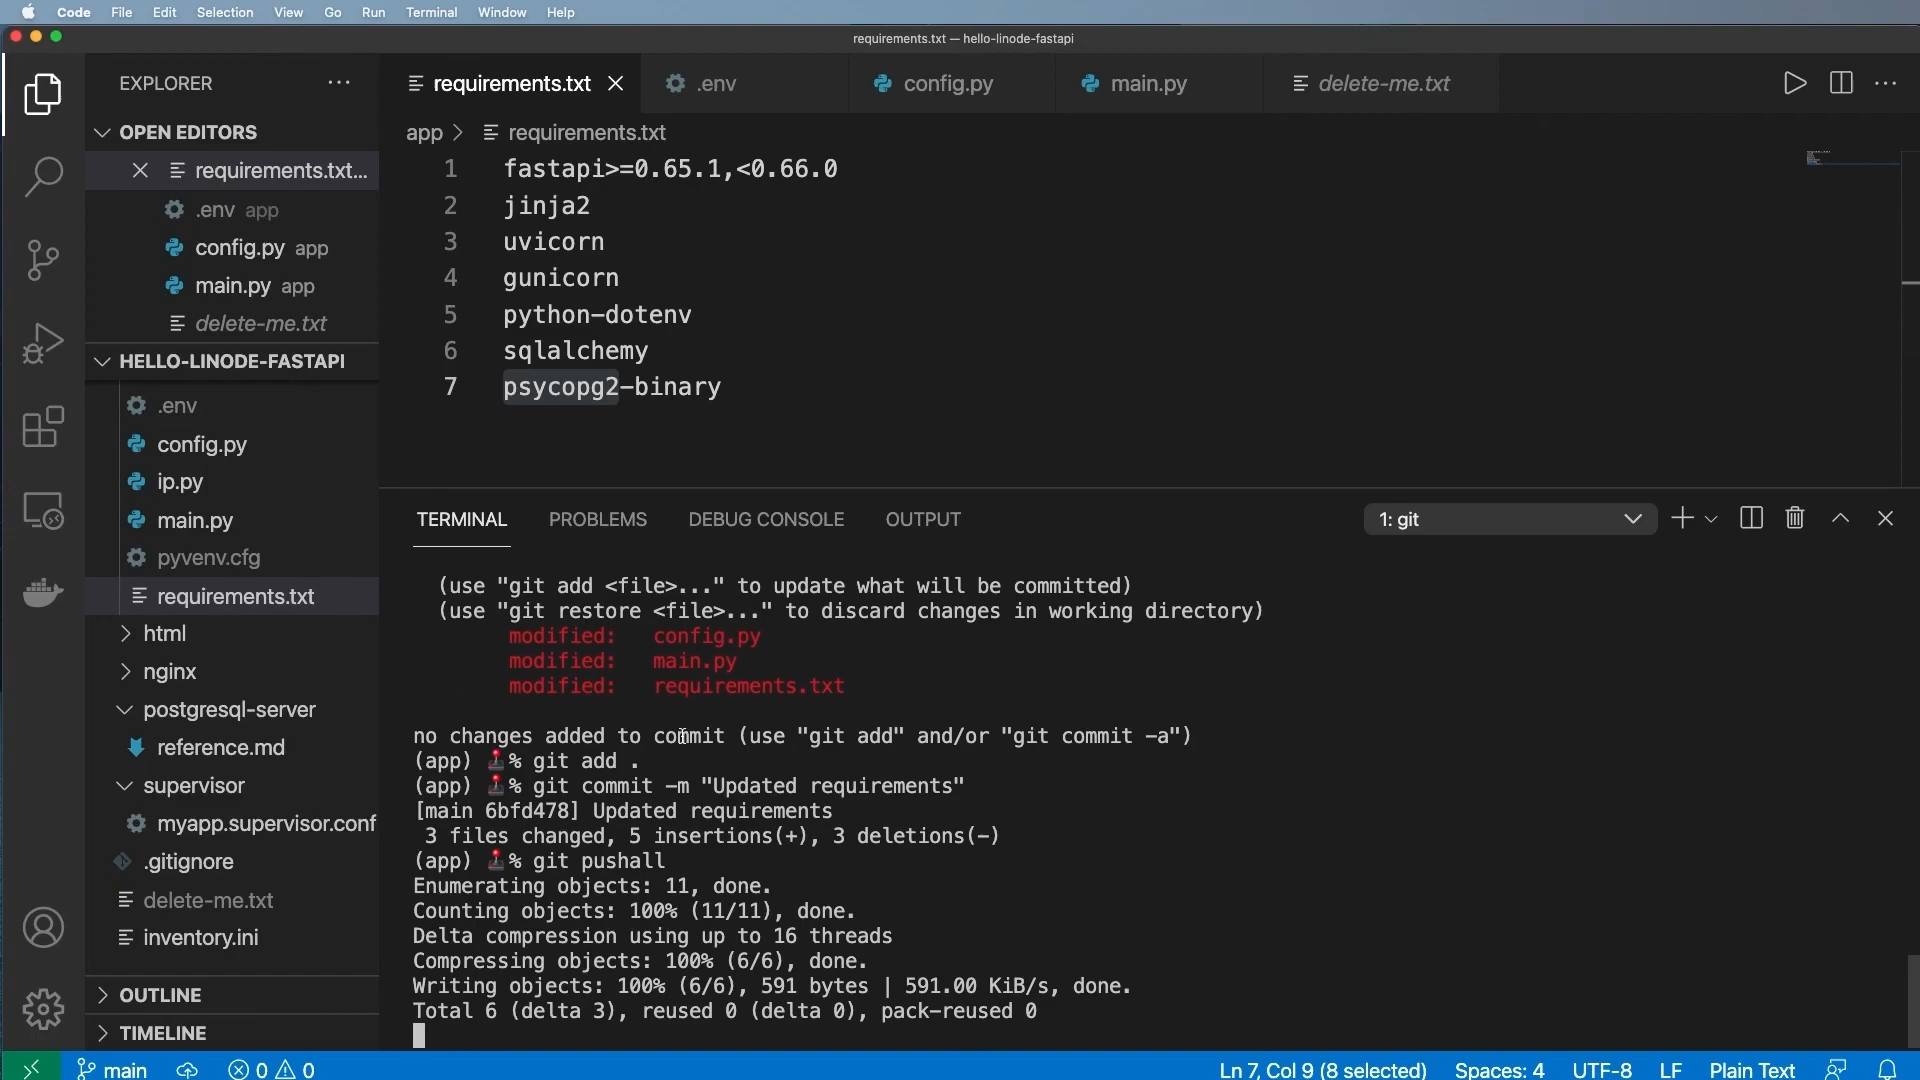 Code File Edit Selection View Go Run Terminal Window Help
requirements.txt — hello-linode-fastapi
EXPLORER
OPEN EDITORS
requirements.txt...
.env app
config.py app
main.py app
delete-me.txt
HELLO-LINODE-FASTAPI
.env
config.py
ip.py
main.py
pyvenv.cfg
requirements.txt
html
nginx
postgresql-server
reference.md
supervisor
myapp.supervisor.conf
.gitignore
delete-me.txt
inventory.ini
OUTLINE
TIMELINE
requirements.txt .env config.py main.py delete-me.txt
app > requirements.txt
1 fastapi>=0.65.1,<0.66.0
2 jinja2
3 uvicorn
4 gunicorn
5 python-dotenv
6 sqlalchemy
7 psycopg2-binary
TERMINAL PROBLEMS DEBUG CONSOLE OUTPUT 1: git
(use "git add <file>..." to update what will be committed)
(use "git restore <file>..." to discard changes in working directory)
modified: config.py
modified: main.py
modified: requirements.txt
no changes added to commit (use "git add" and/or "git commit -a")
(app) 🕹% git add .
(app) 🕹% git commit -m "Updated requirements"
[main 6bfd478] Updated requirements
3 files changed, 5 insertions(+), 3 deletions(-)
(app) 🕹% git pushall
Enumerating objects: 11, done.
Counting objects: 100% (11/11), done.
Delta compression using up to 16 threads
Compressing objects: 100% (6/6), done.
Writing objects: 100% (6/6), 591 bytes | 591.00 KiB/s, done.
Total 6 (delta 3), reused 0 (delta 0), pack-reused 0
main 0 0 Ln 7, Col 9 (8 selected) Spaces: 4 UTF-8 LF Plain Text